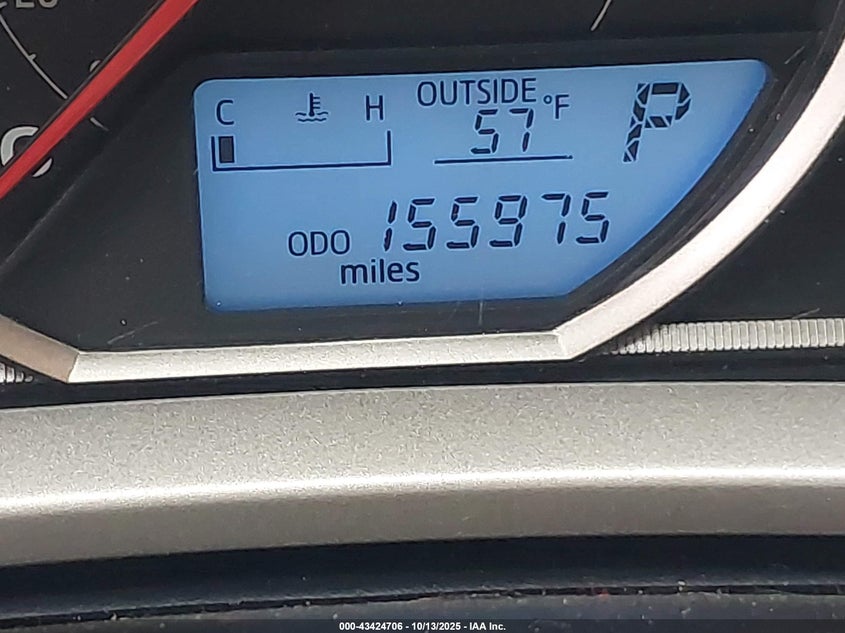 C H OUTSIDE °F P
57
ODO 155975
miles
000-43424706 - 10/13/2025 - IAA Inc.